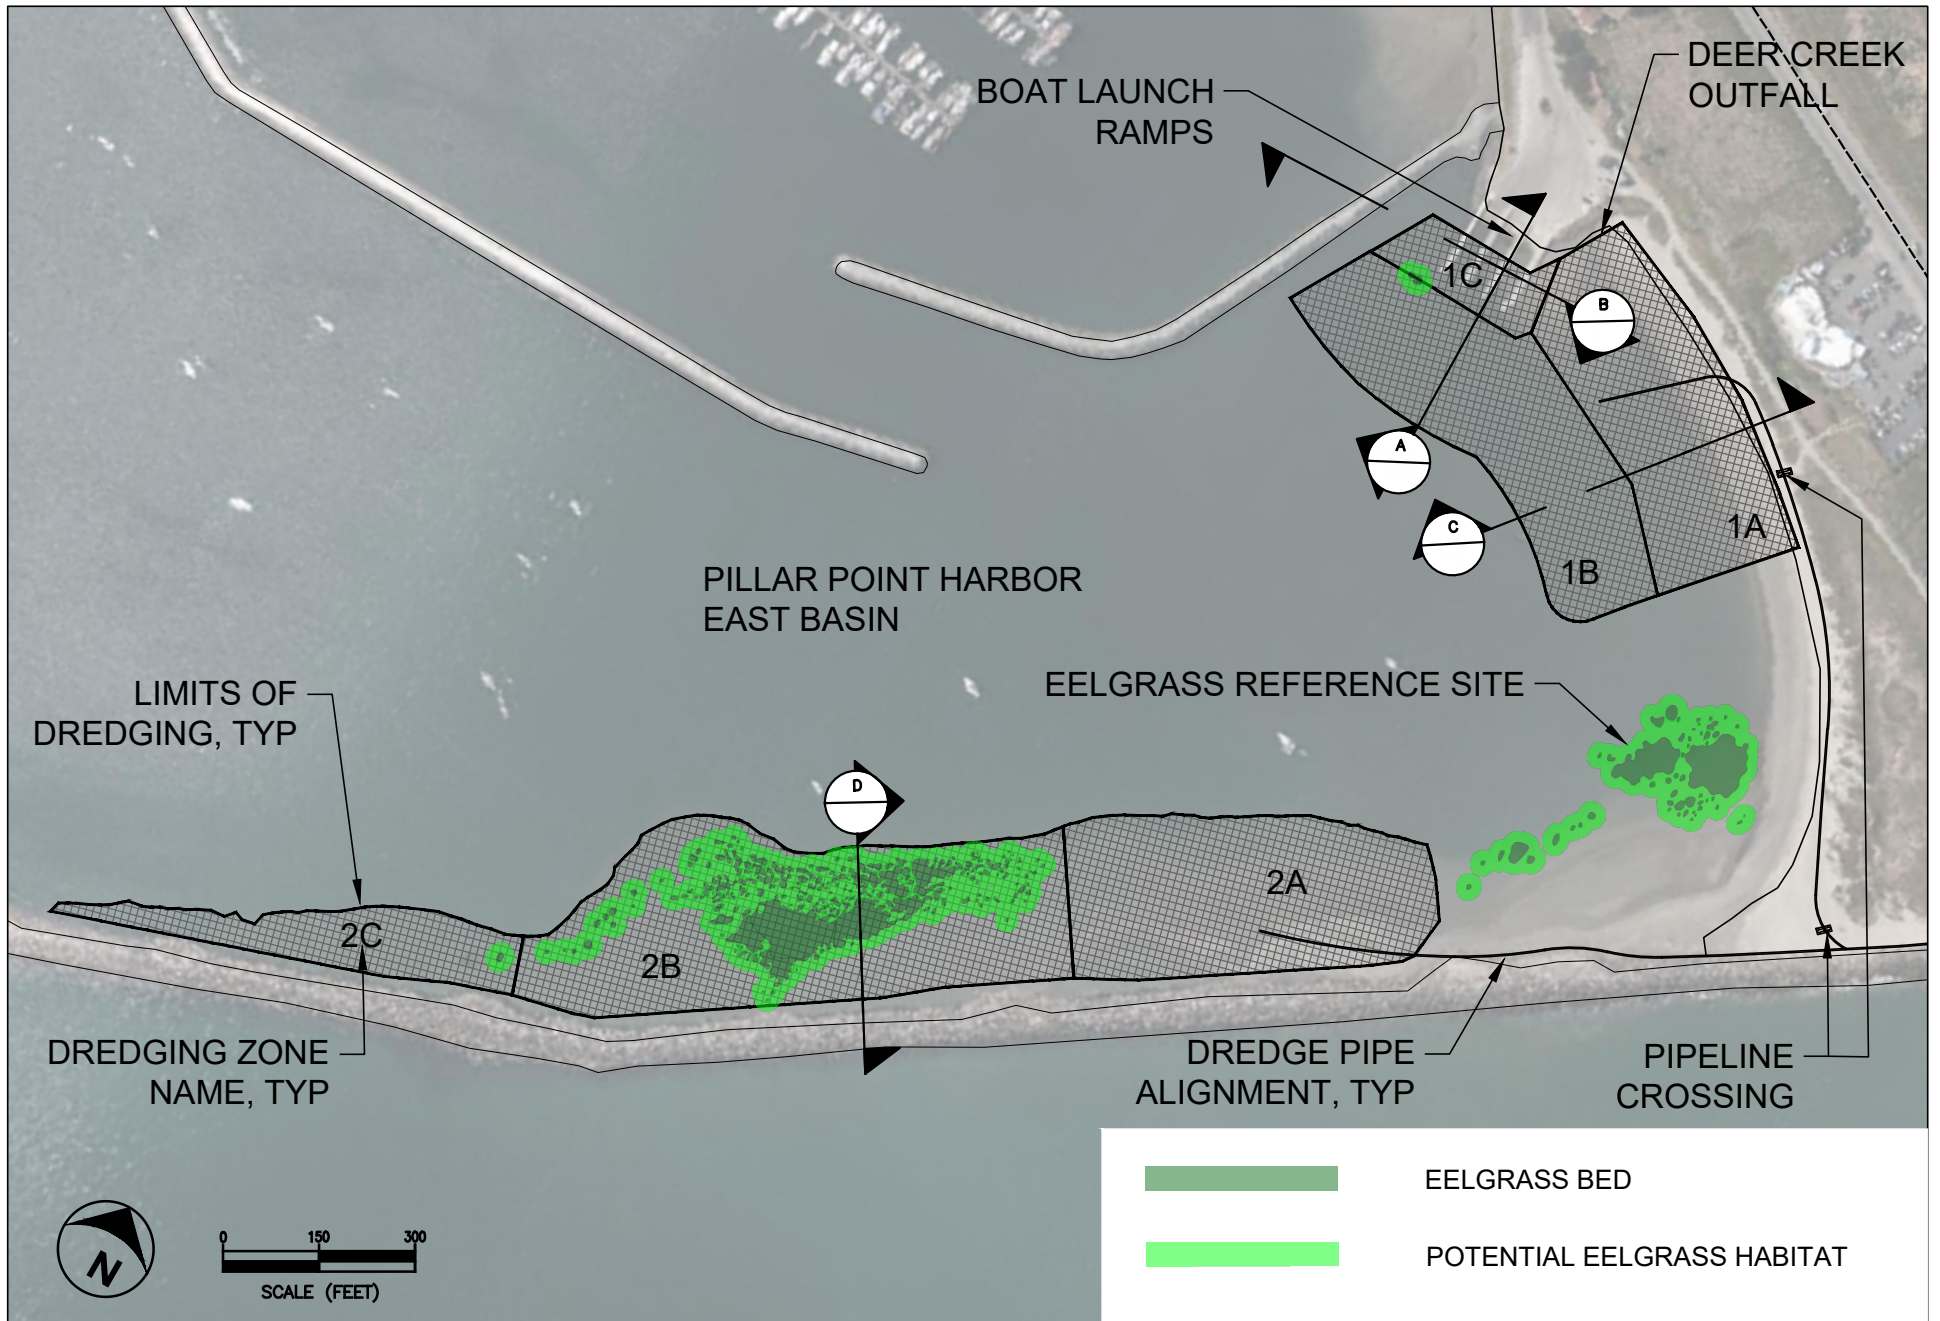 DEER CREEK
OUTFALL
BOAT LAUNCH
RAMPS
1C
B
A
C
1A
1B
PILLAR POINT HARBOR
EAST BASIN
EELGRASS REFERENCE SITE
LIMITS OF
DREDGING, TYP
D
2A
2C
2B
DREDGING ZONE
NAME, TYP
DREDGE PIPE
ALIGNMENT, TYP
PIPELINE
CROSSING
EELGRASS BED
POTENTIAL EELGRASS HABITAT
N
0 150 300
SCALE (FEET)